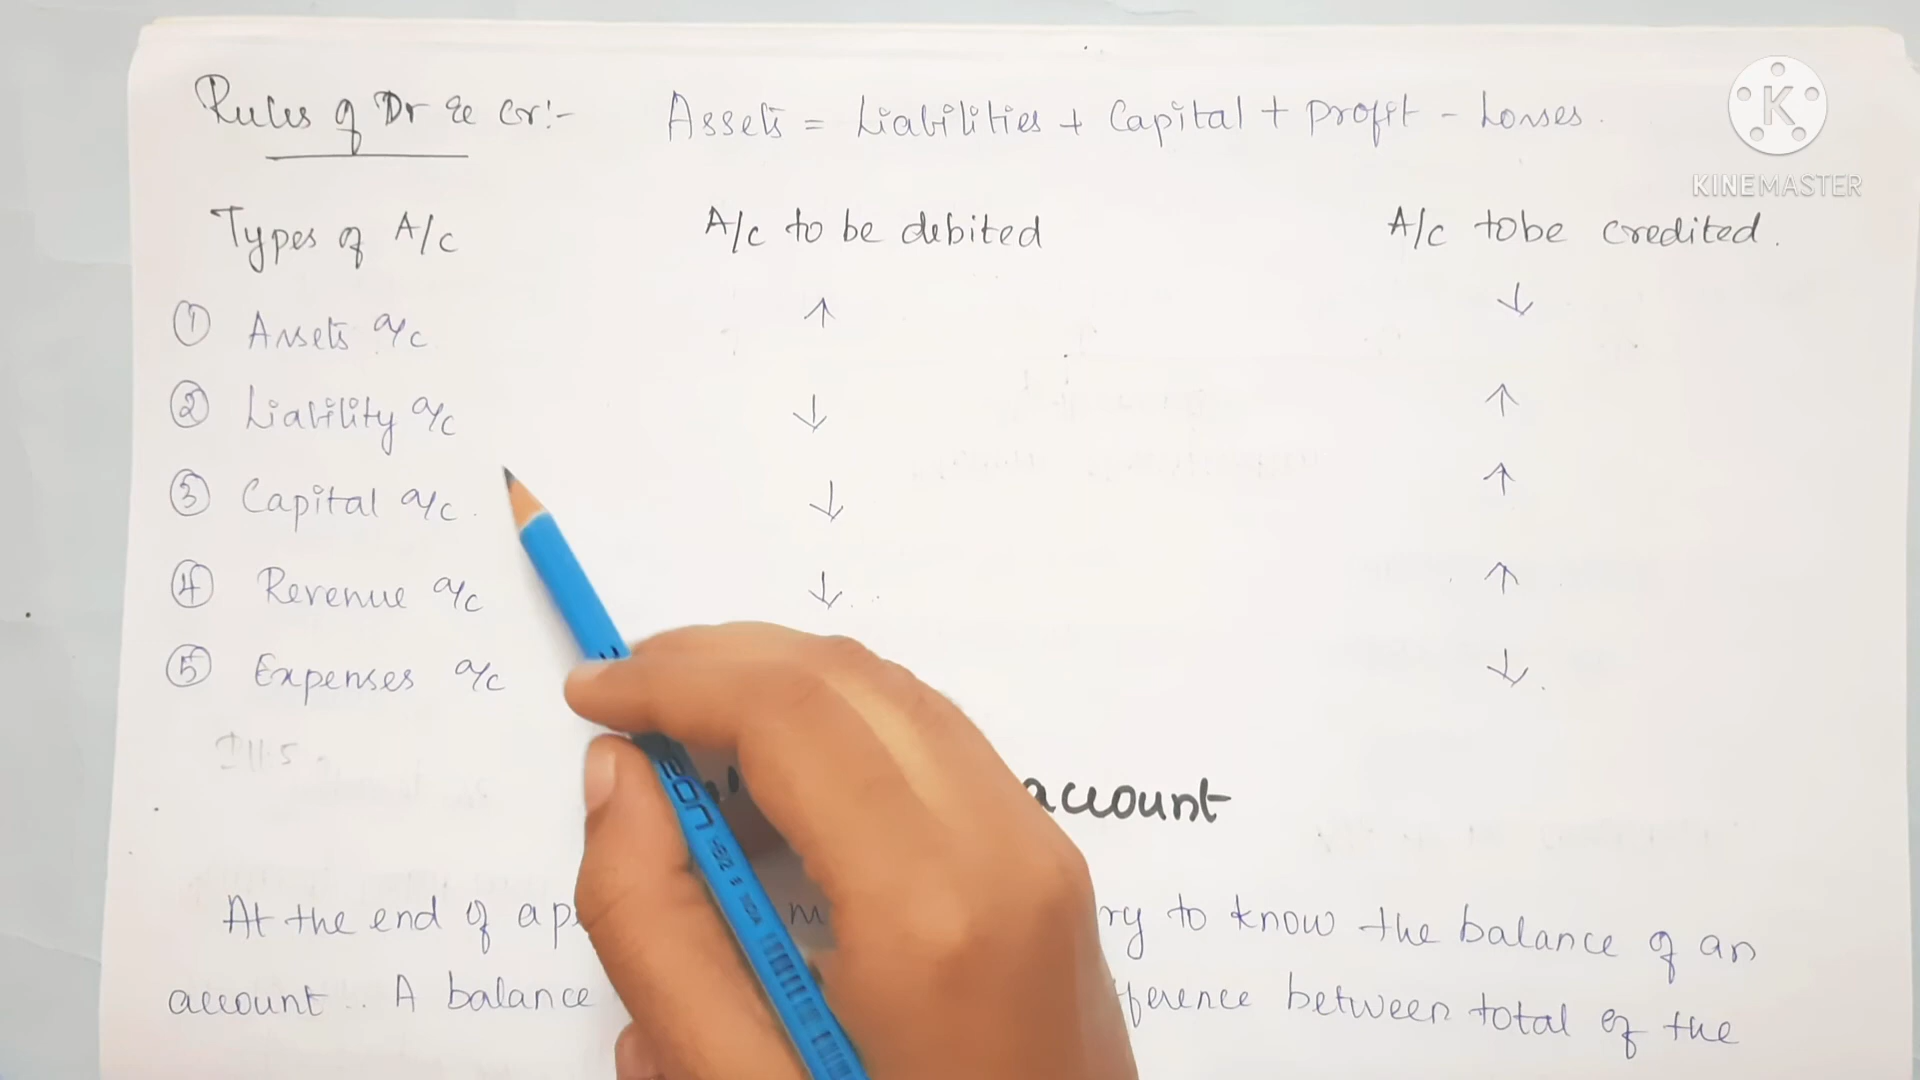 Rules of Dr & Cr:- Assets = Liabilities + Capital + Profit - Losses.
KINEMASTER
Types of A/c A/c to be debited A/c to be credited.
① Assets a/c ↑ ↓
② Liability a/c ↓ ↑
③ Capital a/c. ↓ ↑
④ Revenue a/c ↓ ↑
⑤ Expenses a/c ↓
account
At the end of a to know the balance of an
account.. A balance between total of the